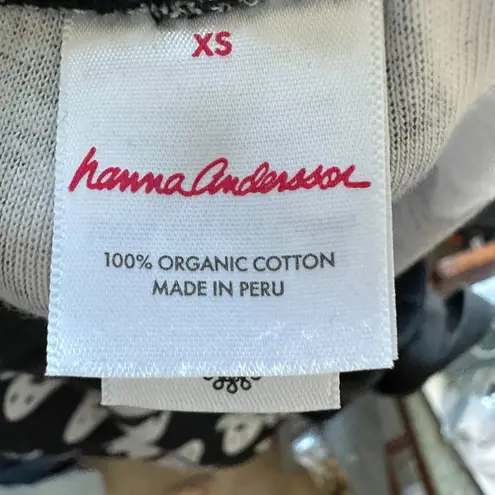 XS
hanna Andersson
100% ORGANIC COTTON
MADE IN PERU